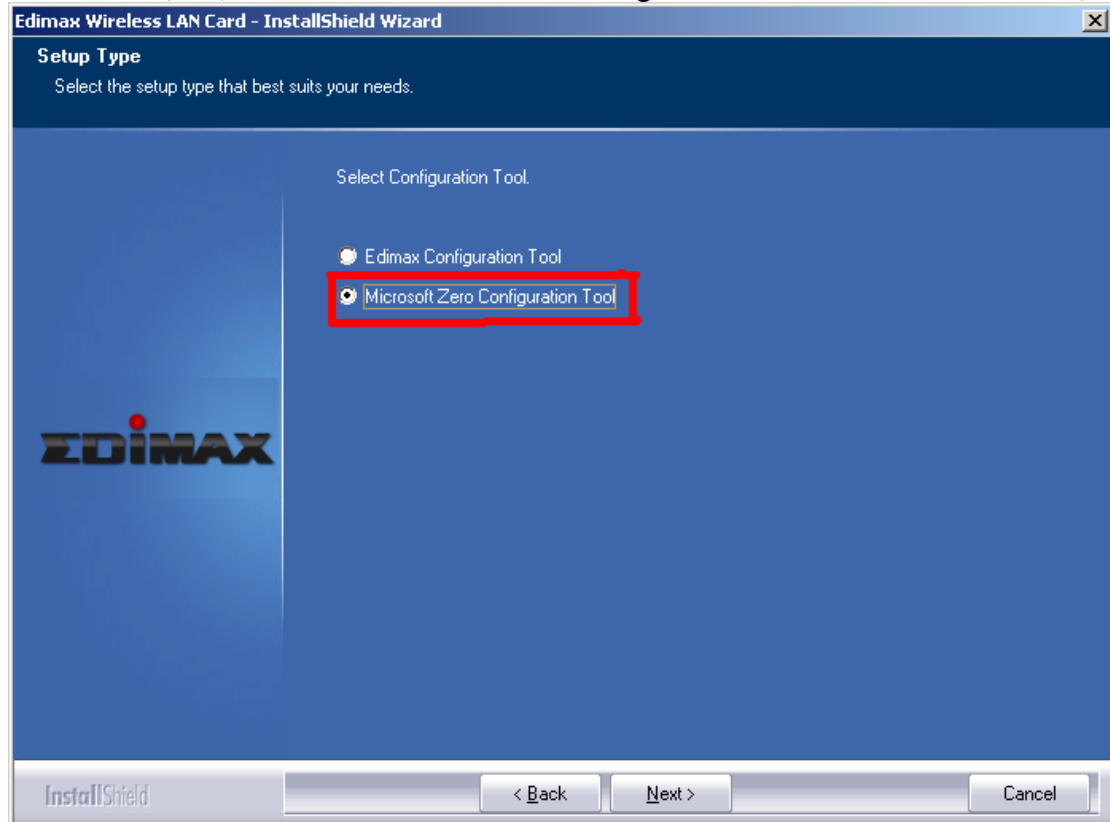 Edimax Wireless LAN Card - InstallShield Wizard
Setup Type
Select the setup type that best suits your needs.
Select Configuration Tool.
Edimax Configuration Tool
Microsoft Zero Configuration Tool
EDIMAX
InstallShield
< Back
Next >
Cancel